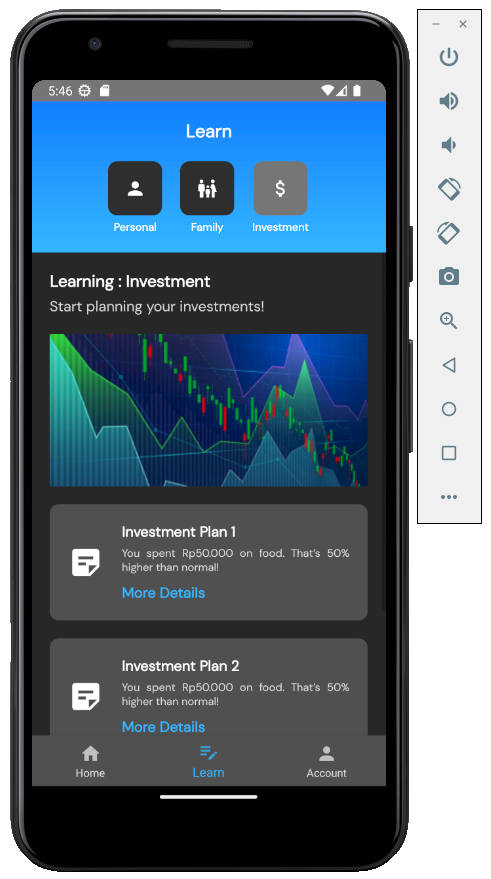 5:46
Learn
Personal Family Investment
Learning : Investment
Start planning your investments!
Investment Plan 1
You spent Rp50.000 on food. That's 50%
higher than normal!
More Details
Investment Plan 2
You spent Rp50.000 on food. That's 50%
higher than normal!
More Details
Home Learn Account